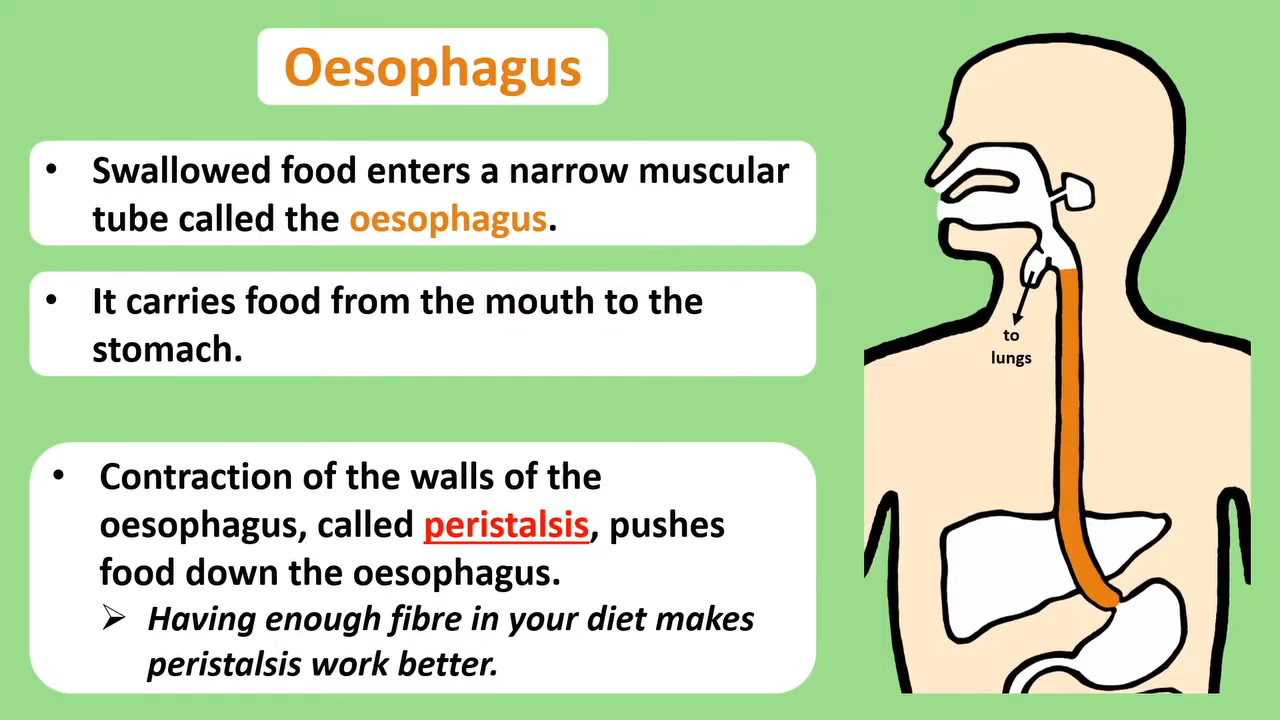 Oesophagus
• Swallowed food enters a narrow muscular
tube called the oesophagus.
• It carries food from the mouth to the
stomach.
• Contraction of the walls of the
oesophagus, called peristalsis, pushes
food down the oesophagus.
➢ Having enough fibre in your diet makes
peristalsis work better.
to
lungs